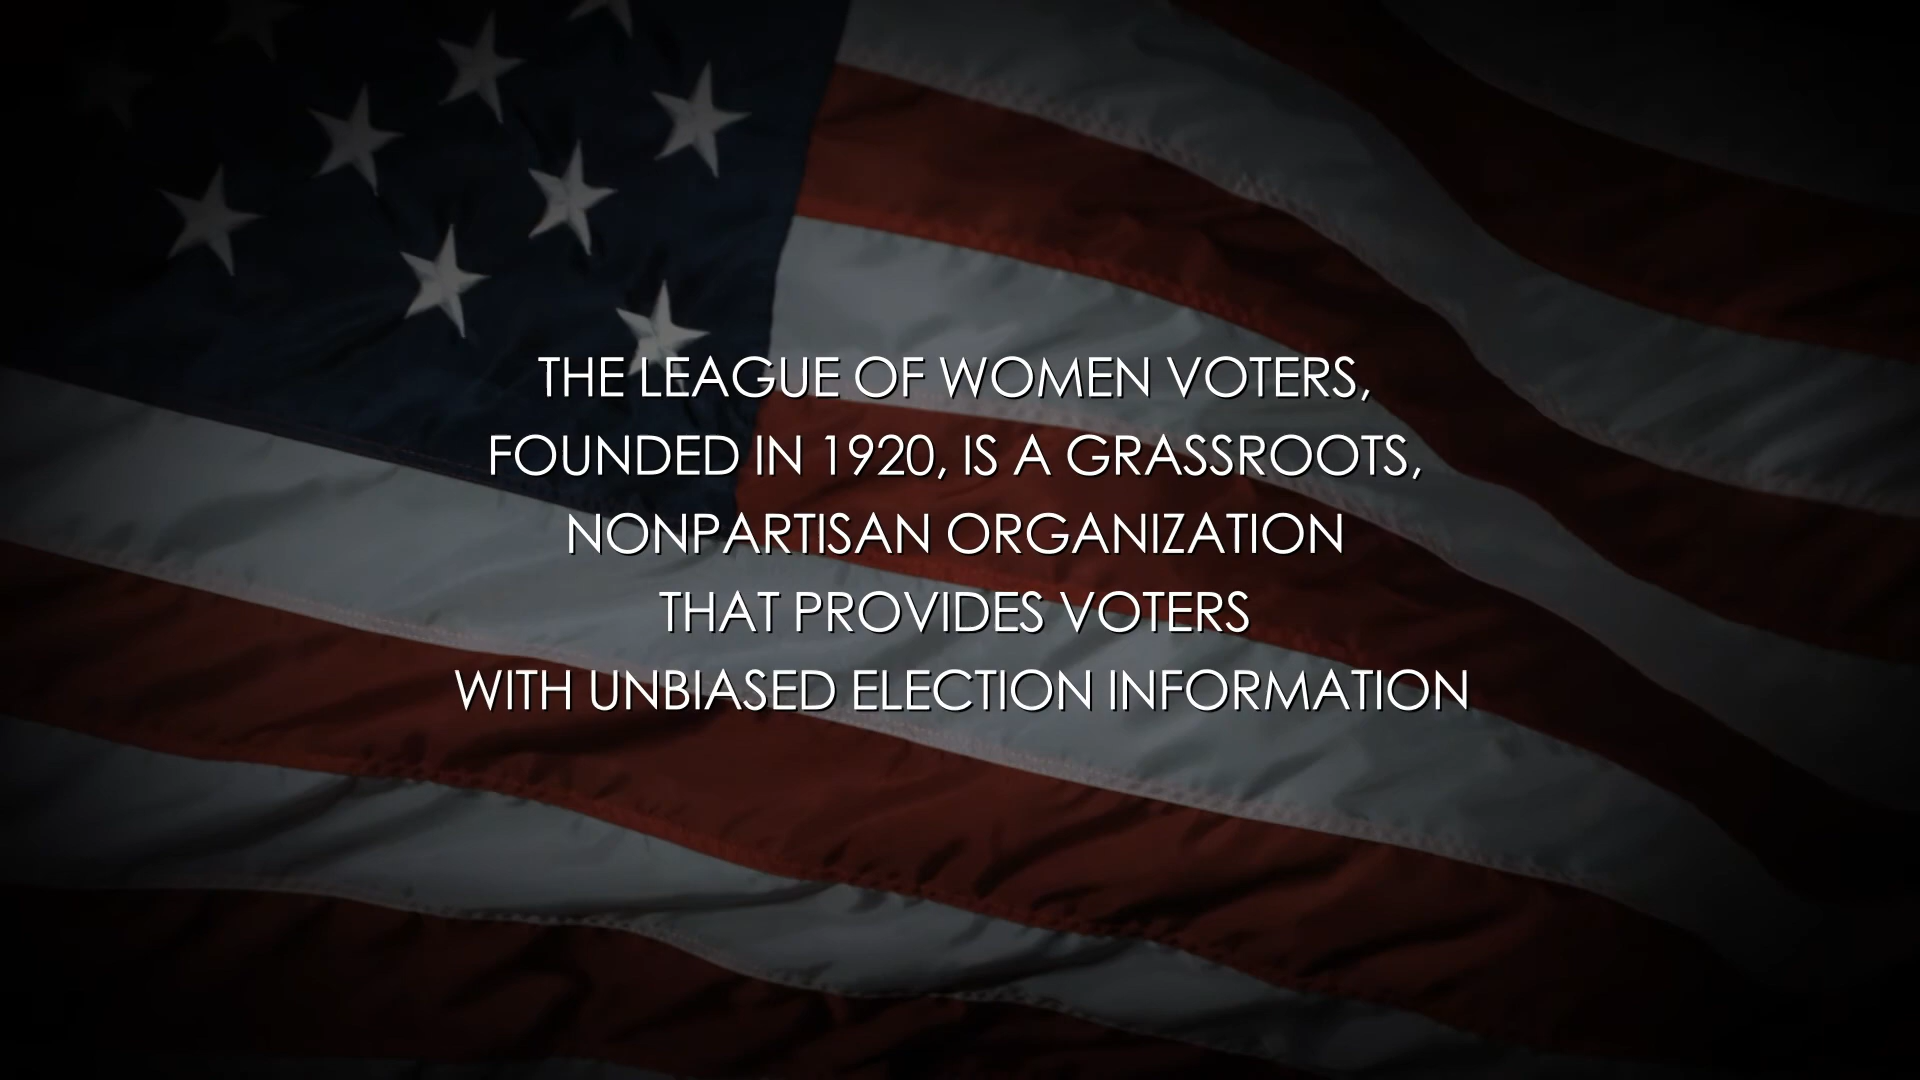 THE LEAGUE OF WOMEN VOTERS,
FOUNDED IN 1920, IS A GRASSROOTS,
NONPARTISAN ORGANIZATION
THAT PROVIDES VOTERS
WITH UNBIASED ELECTION INFORMATION